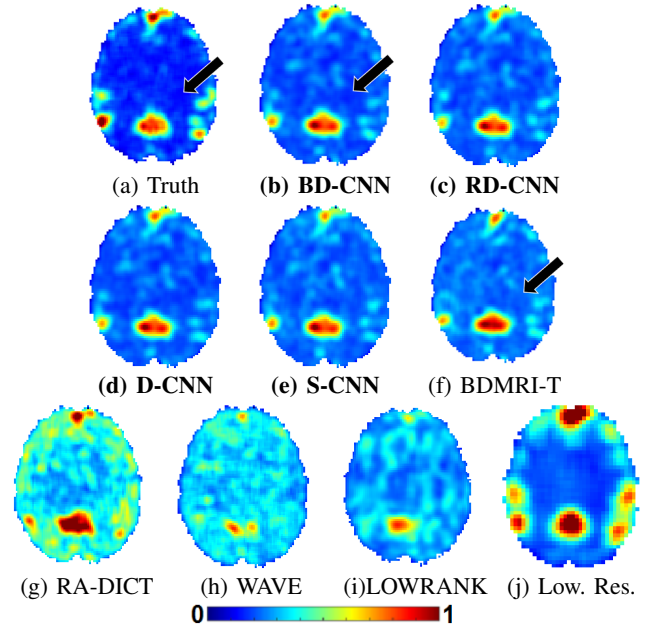 (a) Truth (b) BD-CNN (c) RD-CNN
(d) D-CNN (e) S-CNN (f) BDMRI-T
(g) RA-DICT (h) WAVE (i)LOWRANK (j) Low. Res.
0 1